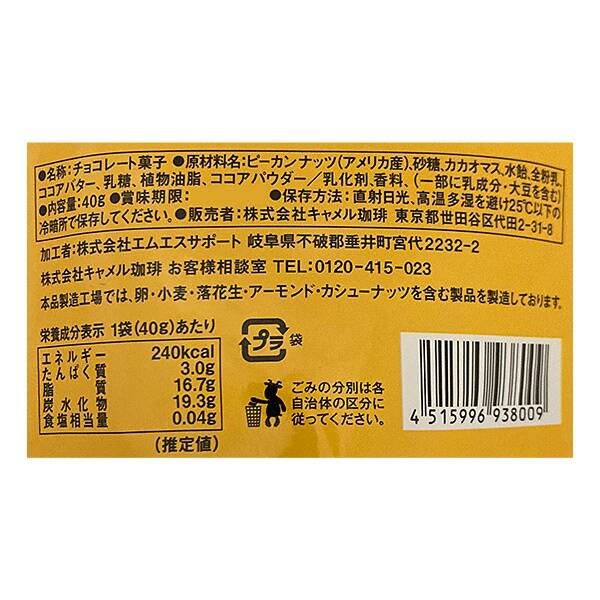 ●名称:チョコレート菓子 ●原材料名:ピーカンナッツ(アメリカ産)、砂糖、カカオマス、水飴、全粉乳、
ココアバター、乳糖、植物油脂、ココアパウダー/乳化剤、香料、(一部に乳成分・大豆を含む)
●内容量:40g ●賞味期限: ●保存方法:直射日光、高温多湿を避け25℃以下の
冷暗所で保存してください。●販売者:株式会社キャメル珈琲 東京都世田谷区代田2-31-8
加工者:株式会社エムエスサポート 岐阜県不破郡垂井町宮代2232-2
株式会社キャメル珈琲 お客様相談室 TEL:0120-415-023
本品製造工場では、卵・小麦・落花生・アーモンド・カシューナッツを含む製品を製造しております。
栄養成分表示 1袋(40g)あたり
エネルギー 240kcal
たんぱく質 3.0g
脂質 16.7g
炭水化物 19.3g
食塩相当量 0.04g
(推定値)
プラ 袋
ごみの分別は各
自治体の区分に
従ってください。
4 515996 938009